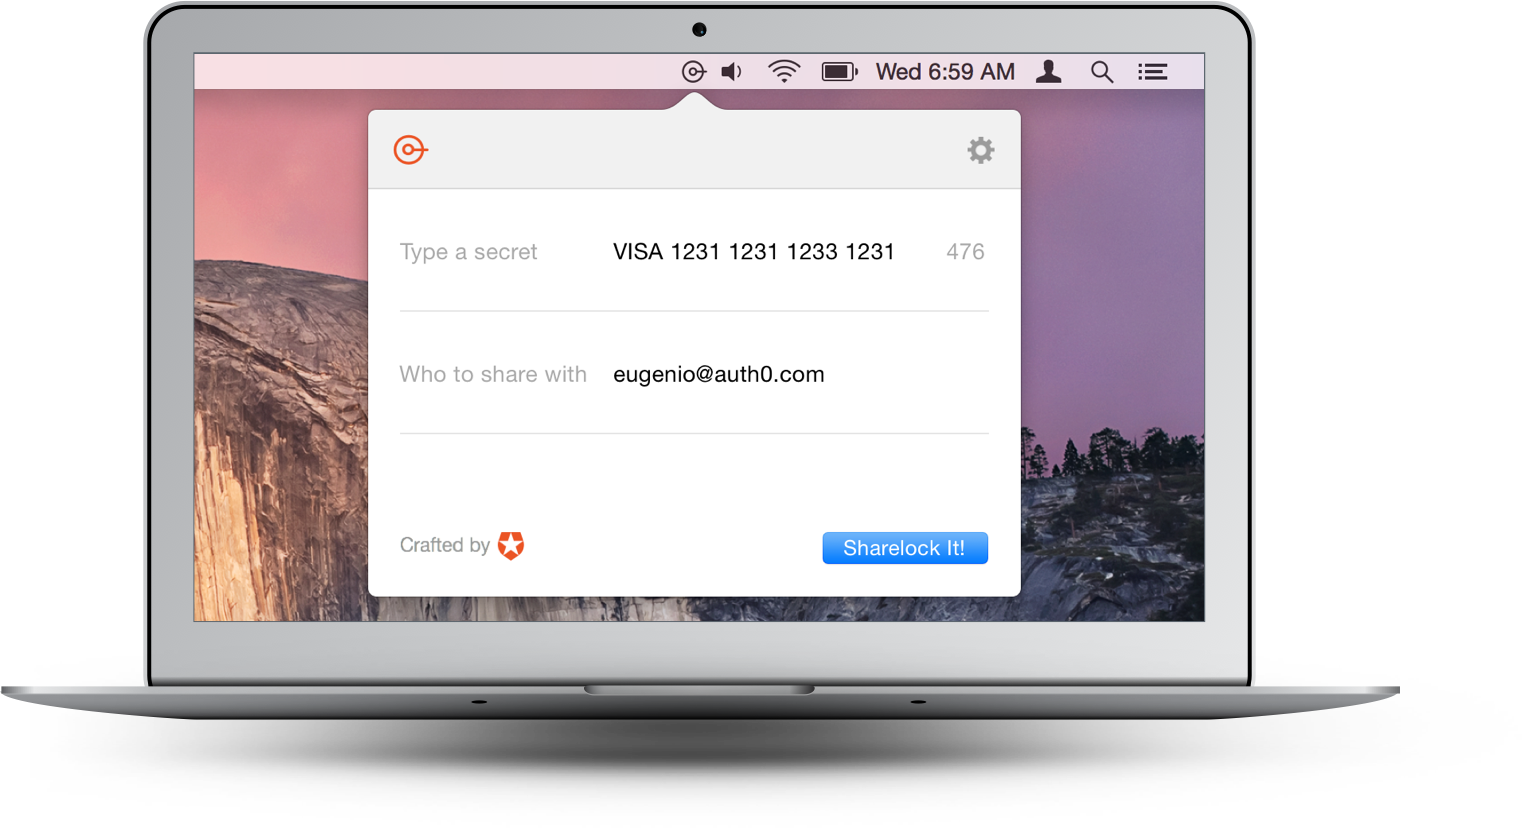 Wed 6:59 AM
Type a secret VISA 1231 1231 1233 1231 476
Who to share with eugenio@auth0.com
Crafted by
Sharelock It!